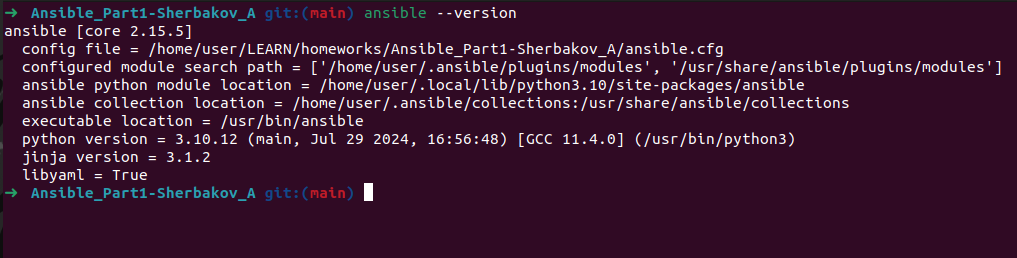 ➜ Ansible_Part1-Sherbakov_A git:(main) ansible --version
ansible [core 2.15.5]
  config file = /home/user/LEARN/homeworks/Ansible_Part1-Sherbakov_A/ansible.cfg
  configured module search path = ['/home/user/.ansible/plugins/modules', '/usr/share/ansible/plugins/modules']
  ansible python module location = /home/user/.local/lib/python3.10/site-packages/ansible
  ansible collection location = /home/user/.ansible/collections:/usr/share/ansible/collections
  executable location = /usr/bin/ansible
  python version = 3.10.12 (main, Jul 29 2024, 16:56:48) [GCC 11.4.0] (/usr/bin/python3)
  jinja version = 3.1.2
  libyaml = True
➜ Ansible_Part1-Sherbakov_A git:(main)